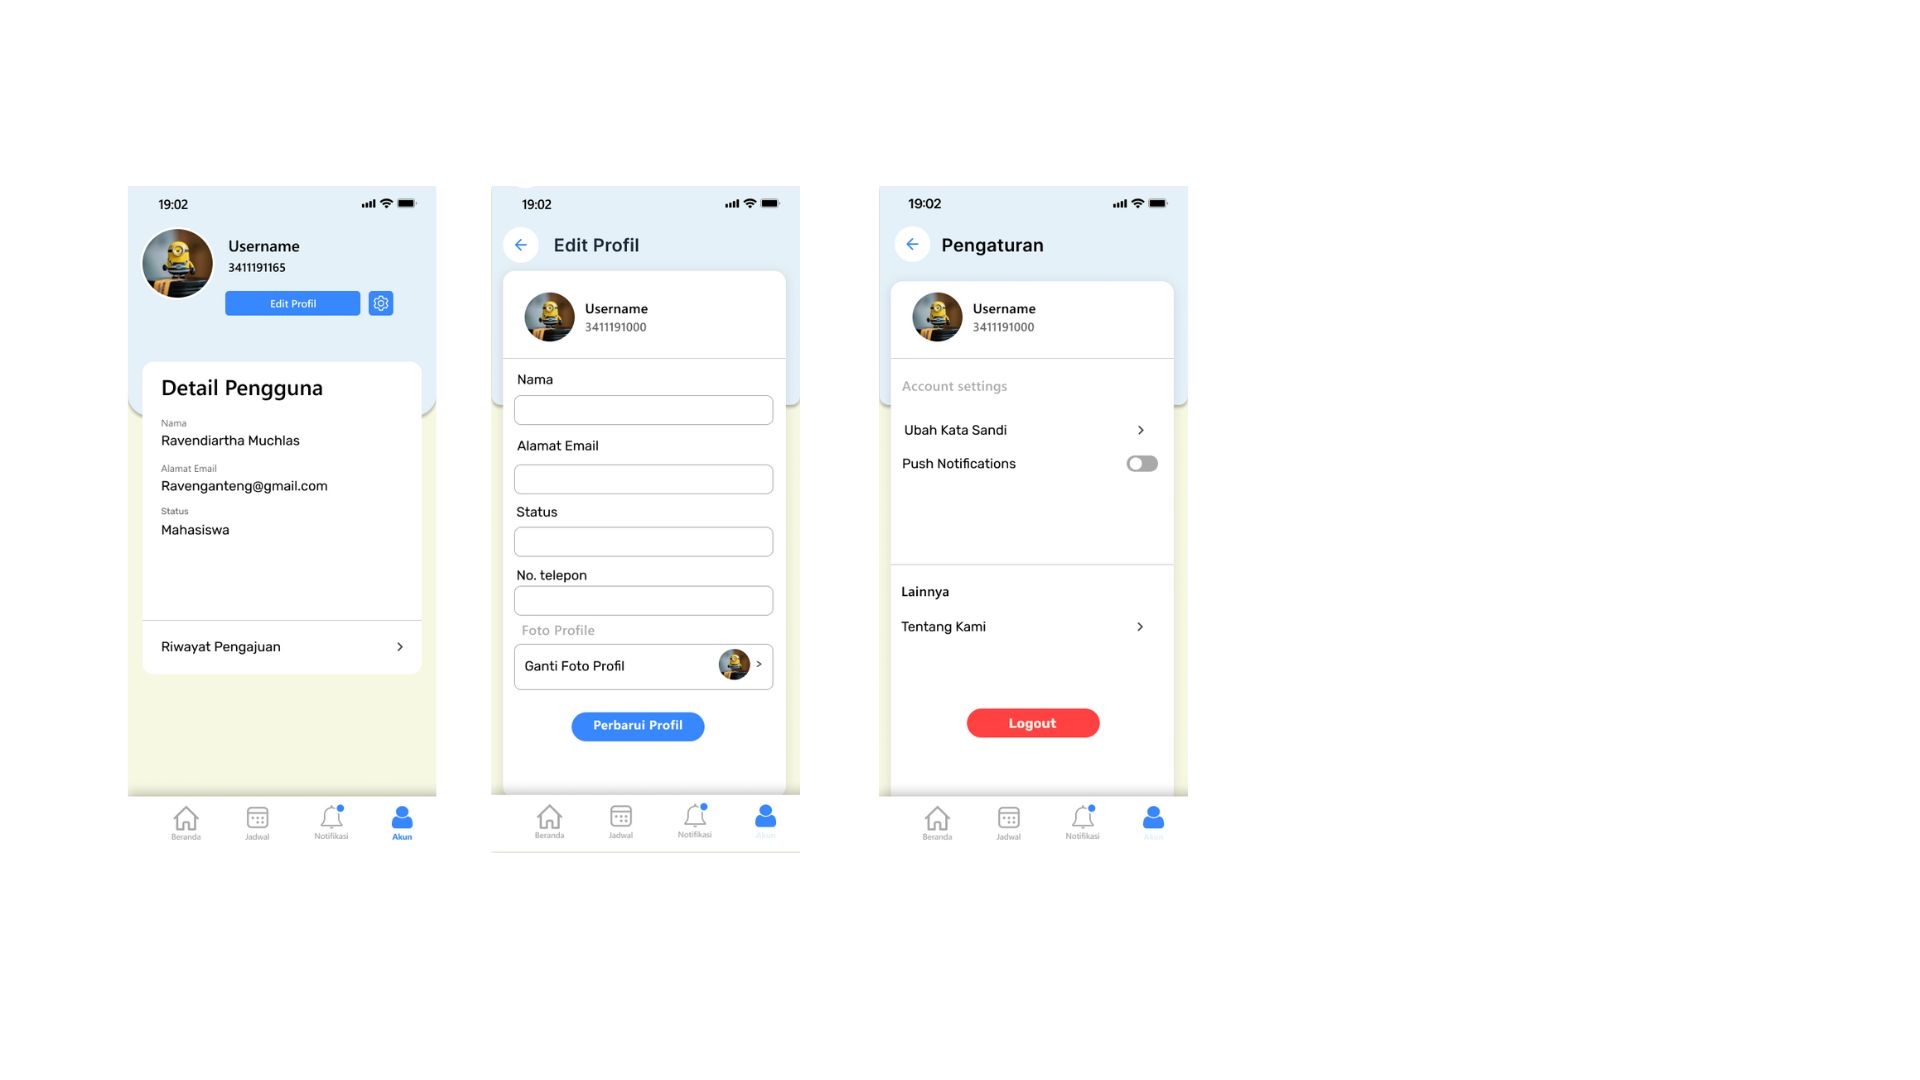 19:02
Username
3411191165
Edit Profil
Detail Pengguna
Nama
Ravendiartha Muchlas
Alamat Email
Ravenganteng@gmail.com
Status
Mahasiswa
Riwayat Pengajuan
Beranda
Jadwal
Notifikasi
Akun
19:02
Edit Profil
Username
3411191000
Nama
Alamat Email
Status
No. telepon
Foto Profile
Ganti Foto Profil
Perbarui Profil
Beranda
Jadwal
Notifikasi
Akun
19:02
Pengaturan
Username
3411191000
Account settings
Ubah Kata Sandi
Push Notifications
Lainnya
Tentang Kami
Logout
Beranda
Jadwal
Notifikasi
Akun